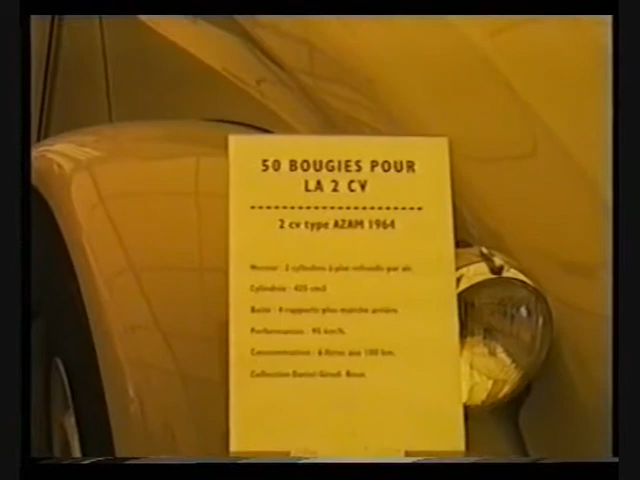 50 BOUGIES POUR
LA 2 CV
2 cv type AZAM 1964
Moteur : 2 cylindres à plat refroidis par air.
Cylindrée : 425 cm3
Boite : 4 rapports plus marche arrière
Performances : 95 km/h.
Consommation : 6 litres aux 100 km.
Collection Daniel